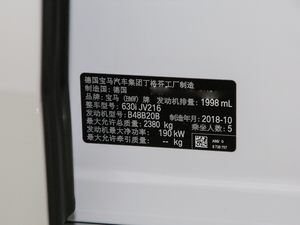 德国宝马汽车集团丁格芬工厂制造
制造国：德国
品牌：宝马（BMW）牌 发动机排量：1998 mL
整车型号：630i JV216
发动机型号：B48B20B 制造年月：2018-10
最大允许总质量：2380 kg 乘坐人数：5
发动机最大净功率：190 kW
最大允许牵引质量：-- kg